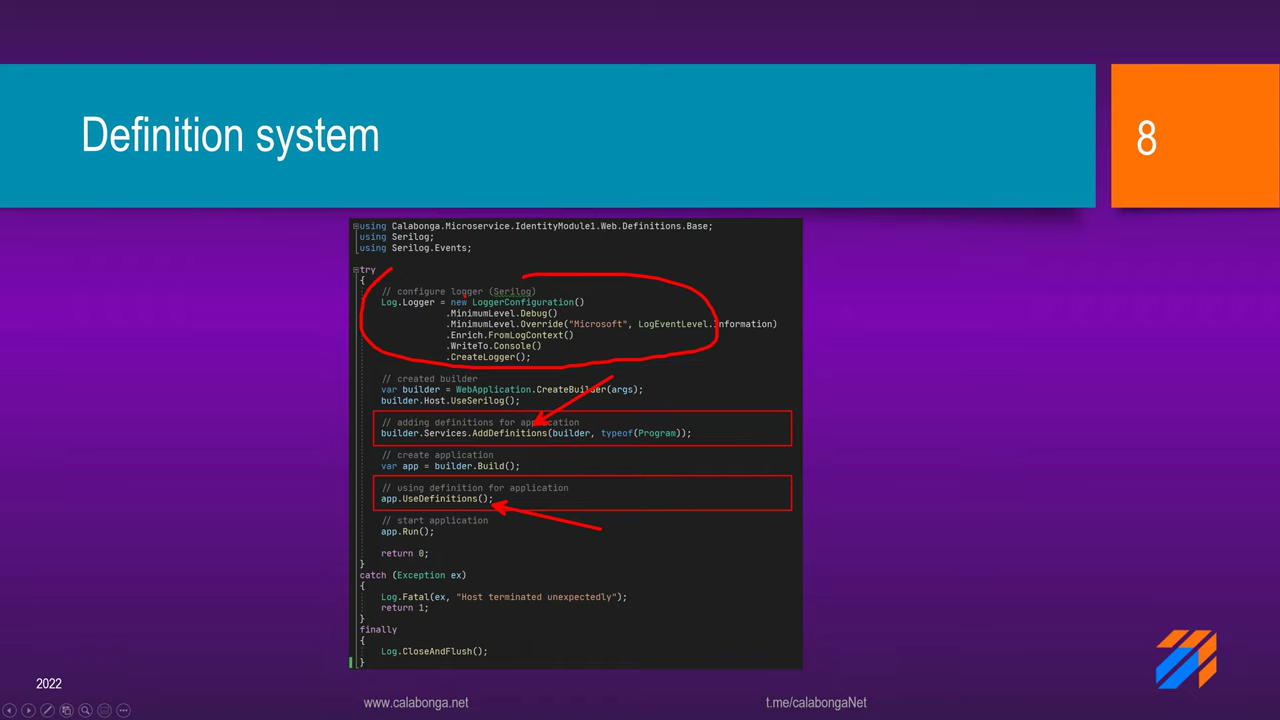 Definition system
8
using Calabonga.Microservice.IdentityModule1.Web.Definitions.Base;
using Serilog;
using Serilog.Events;
try
{
// configure logger (Serilog)
Log.Logger = new LoggerConfiguration()
.MinimumLevel.Debug()
.MinimumLevel.Override("Microsoft", LogEventLevel.Information)
.Enrich.FromLogContext()
.WriteTo.Console()
.CreateLogger();
// created builder
var builder = WebApplication.CreateBuilder(args);
builder.Host.UseSerilog();
// adding definitions for application
builder.Services.AddDefinitions(builder, typeof(Program));
// create application
var app = builder.Build();
// using definition for application
app.UseDefinitions();
// start application
app.Run();
return 0;
}
catch (Exception ex)
{
Log.Fatal(ex, "Host terminated unexpectedly");
return 1;
}
finally
{
Log.CloseAndFlush();
}
2022
www.calabonga.net
t.me/calabongaNet